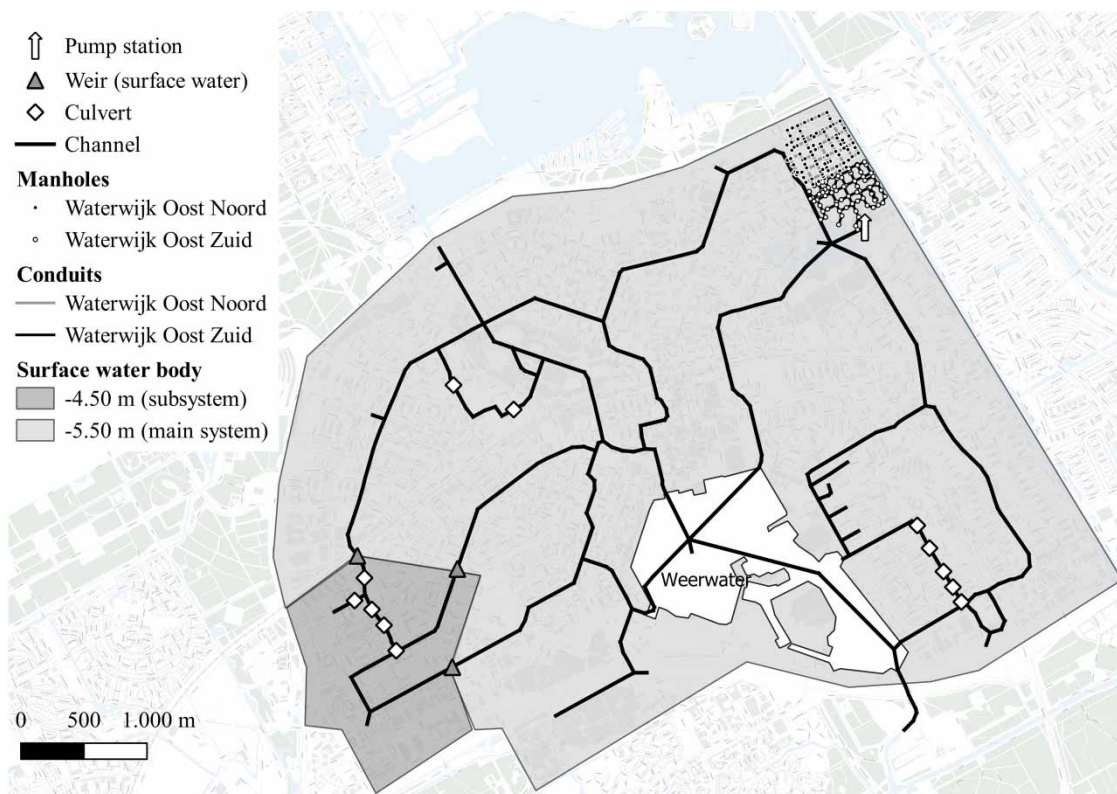 Pump station
Weir (surface water)
Culvert
Channel
Manholes
Waterwijk Oost Noord
Waterwijk Oost Zuid
Conduits
Waterwijk Oost Noord
Waterwijk Oost Zuid
Surface water body
-4.50 m (subsystem)
-5.50 m (main system)
Weerwater
0 500 1.000 m